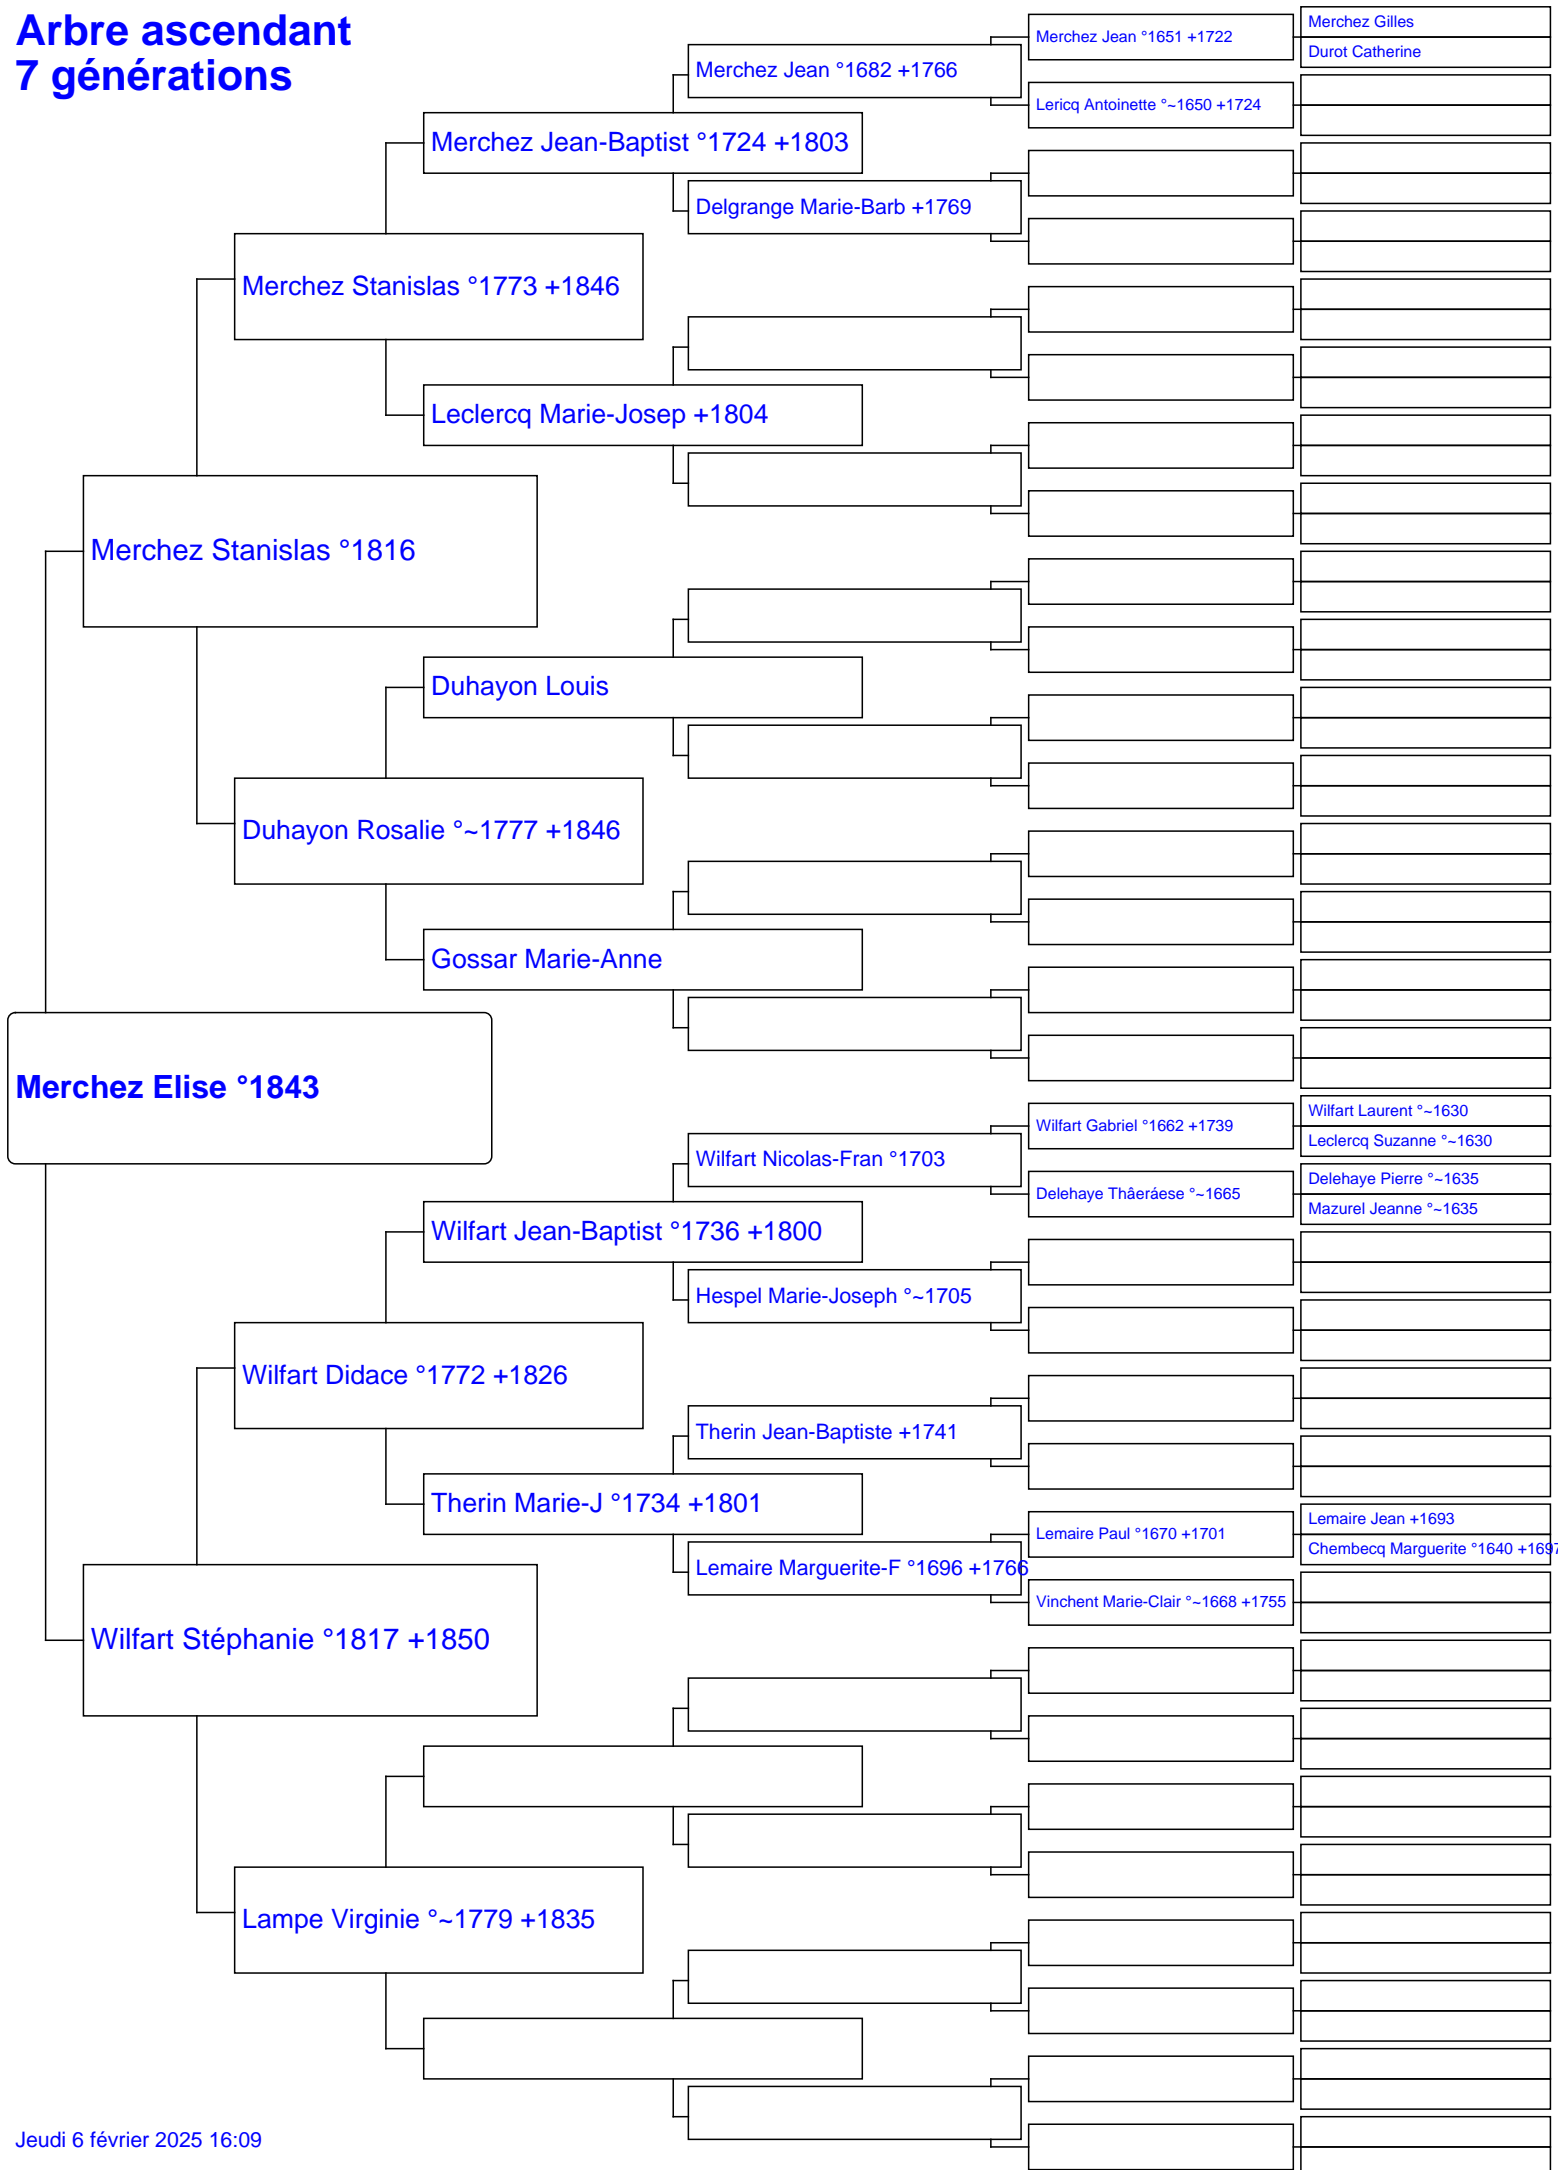 Arbre ascendant
7 générations
Merchez Gilles
Merchez Jean °1651 +1722
Durot Catherine
Merchez Jean °1682 +1766
Lericq Antoinette °~1650 +1724
Merchez Jean-Baptist °1724 +1803
Delgrange Marie-Barb +1769
Merchez Stanislas °1773 +1846
Leclercq Marie-Josep +1804
Merchez Stanislas °1816
Duhayon Louis
Duhayon Rosalie °~1777 +1846
Gossar Marie-Anne
Merchez Elise °1843
Wilfart Laurent °~1630
Wilfart Gabriel °1662 +1739
Leclercq Suzanne °~1630
Wilfart Nicolas-Fran °1703
Delehaye Pierre °~1635
Delehaye Thâeráese °~1665
Mazurel Jeanne °~1635
Wilfart Jean-Baptist °1736 +1800
Hespel Marie-Joseph °~1705
Wilfart Didace °1772 +1826
Therin Jean-Baptiste +1741
Therin Marie-J °1734 +1801
Lemaire Jean +1693
Lemaire Paul °1670 +1701
Chembecq Marguerite °1640 +1697
Lemaire Marguerite-F °1696 +1766
Vinchent Marie-Clair °~1668 +1755
Wilfart Stéphanie °1817 +1850
Lampe Virginie °~1779 +1835
Jeudi 6 février 2025 16:09